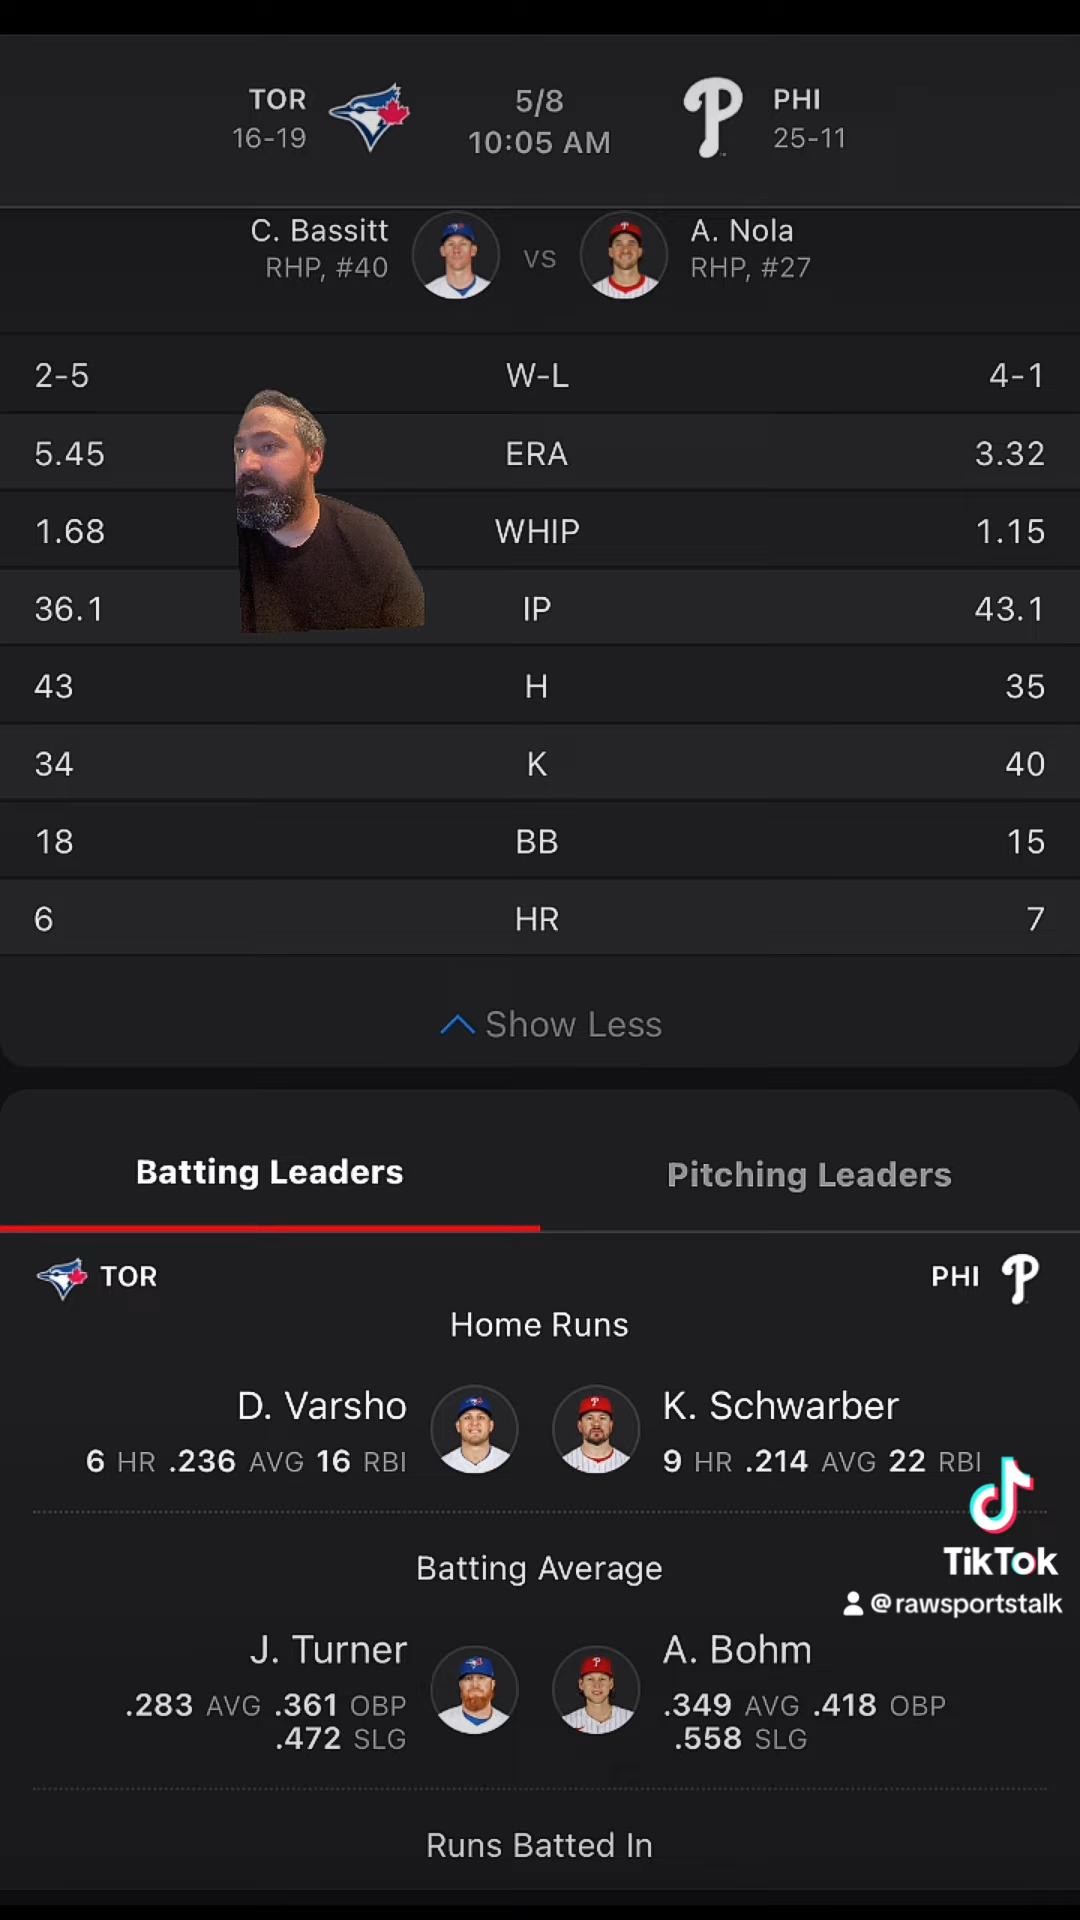 TOR 5/8 PHI
16-19 10:05 AM 25-11
C. Bassitt vs A. Nola
RHP, #40 RHP, #27
2-5 W-L 4-1
5.45 ERA 3.32
1.68 WHIP 1.15
36.1 IP 43.1
43 H 35
34 K 40
18 BB 15
6 HR 7
Show Less
Batting Leaders Pitching Leaders
TOR PHI
Home Runs
D. Varsho K. Schwarber
6 HR .236 AVG 16 RBI 9 HR .214 AVG 22 RBI
TikTok
@rawsportstalk
Batting Average
J. Turner A. Bohm
.283 AVG .361 OBP .349 AVG .418 OBP
.472 SLG .558 SLG
Runs Batted In